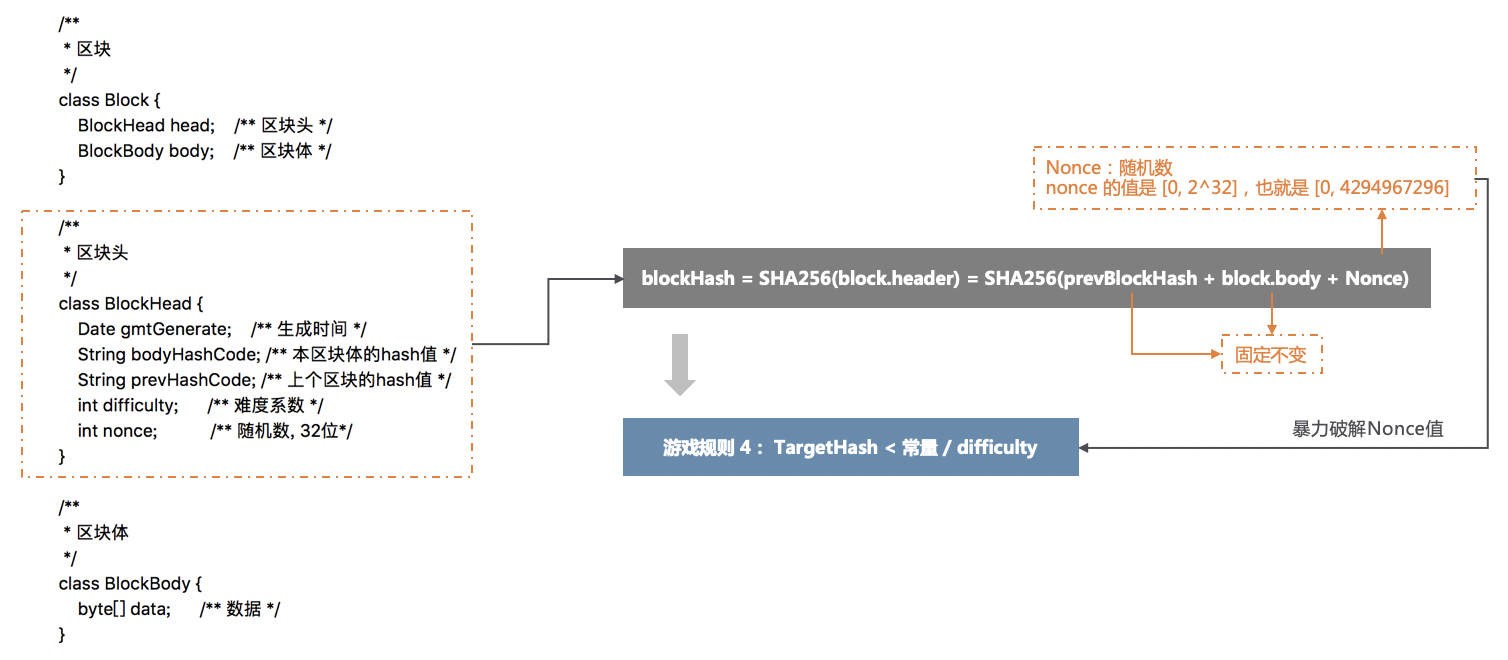 /**
* 区块
*/
class Block {
BlockHead head; /** 区块头 */
BlockBody body; /** 区块体 */
}
/**
* 区块头
*/
class BlockHead {
Date gmtGenerate; /** 生成时间 */
String bodyHashCode; /** 本区块体的hash值 */
String prevHashCode; /** 上个区块的hash值 */
int difficulty; /** 难度系数 */
int nonce; /** 随机数, 32位*/
}
/**
* 区块体
*/
class BlockBody {
byte[] data; /** 数据 */
}
Nonce：随机数
nonce 的值是 [0, 2^32]，也就是 [0, 4294967296]
blockHash = SHA256(block.header) = SHA256(prevBlockHash + block.body + Nonce)
固定不变
暴力破解Nonce值
游戏规则 4： TargetHash < 常量 / difficulty